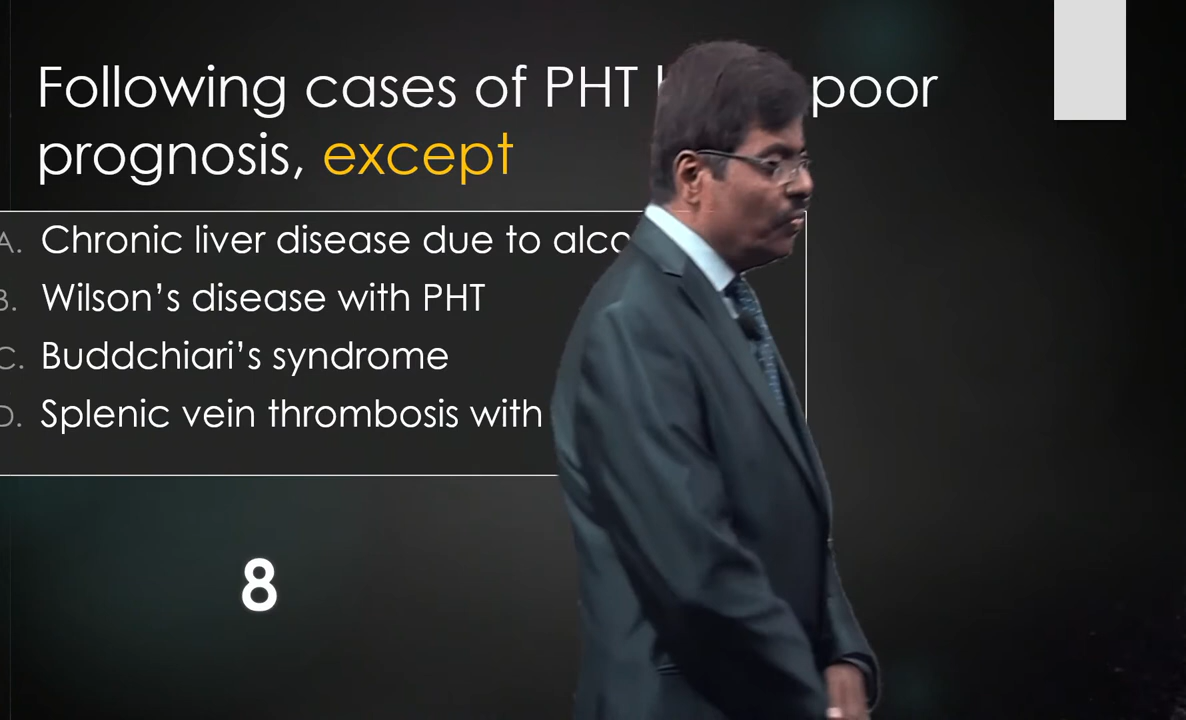 Following cases of PHT poor
prognosis, except
A. Chronic liver disease due to alco
B. Wilson's disease with PHT
C. Buddchiari's syndrome
D. Splenic vein thrombosis with
8